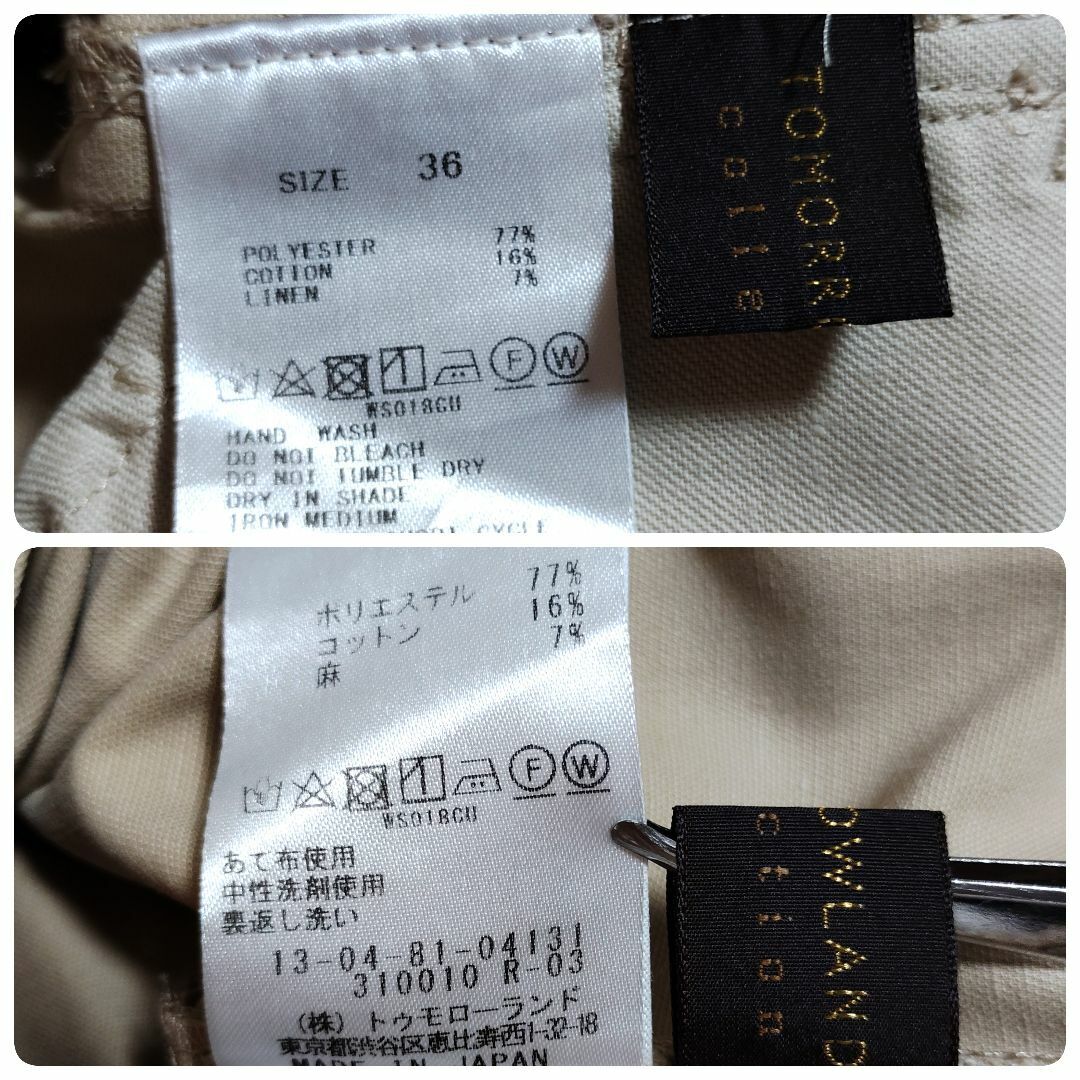 SIZE 36
POLYESTER 77%
COTTON 16%
LINEN 7%
F W
WS018GU
HAND WASH
DO NOT BLEACH
DO NOT TUMBLE DRY
DRY IN SHADE
IRON MEDIUM
CYCLE
TOMORR
colle
ポリエステル 77%
コットン 16%
麻 7%
F W
WS018GU
あて布使用
中性洗剤使用
裏返し洗い
13-04-81-04131
310010 R-03
(株)トゥモローランド
東京都渋谷区恵比寿西1-32-18
MADE IN JAPAN
OWLAND
ction